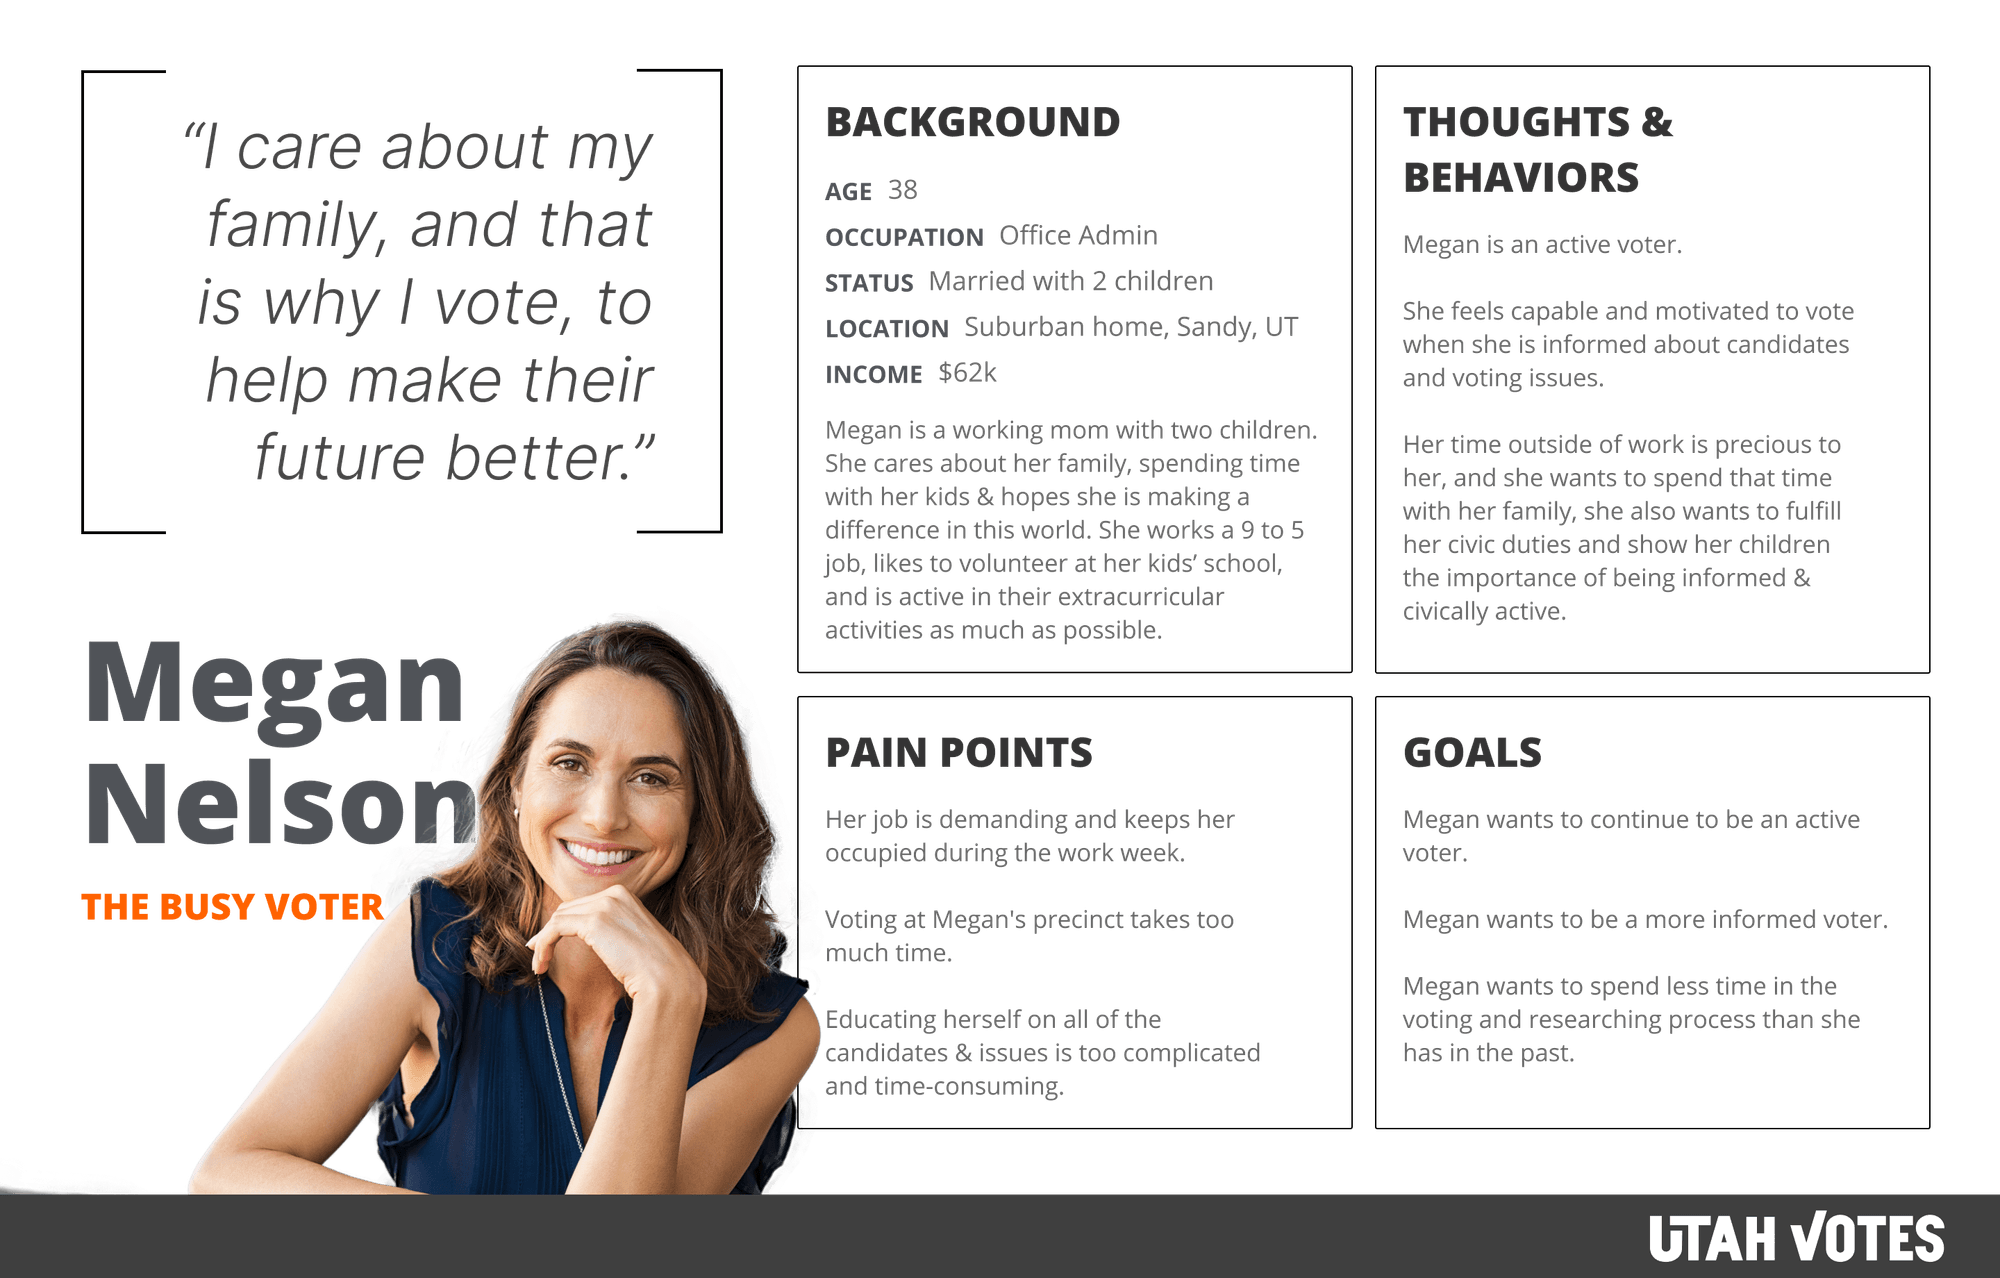 “I care about my
family, and that
is why I vote, to
help make their
future better.”
Megan
Nelson
THE BUSY VOTER
BACKGROUND
AGE 38
OCCUPATION Office Admin
STATUS Married with 2 children
LOCATION Suburban home, Sandy, UT
INCOME $62k
Megan is a working mom with two children.
She cares about her family, spending time
with her kids & hopes she is making a
difference in this world. She works a 9 to 5
job, likes to volunteer at her kids’ school,
and is active in their extracurricular
activities as much as possible.
THOUGHTS &
BEHAVIORS
Megan is an active voter.
She feels capable and motivated to vote
when she is informed about candidates
and voting issues.
Her time outside of work is precious to
her, and she wants to spend that time
with her family, she also wants to fulfill
her civic duties and show her children
the importance of being informed &
civically active.
PAIN POINTS
Her job is demanding and keeps her
occupied during the work week.
Voting at Megan's precinct takes too
much time.
Educating herself on all of the
candidates & issues is too complicated
and time-consuming.
GOALS
Megan wants to continue to be an active
voter.
Megan wants to be a more informed voter.
Megan wants to spend less time in the
voting and researching process than she
has in the past.
UTAH VOTES